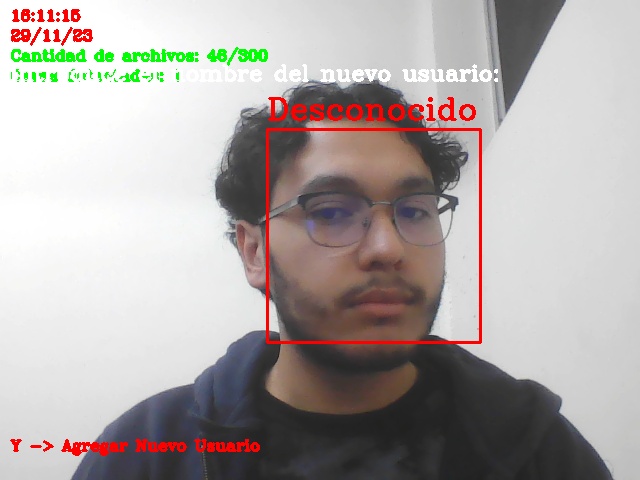 16:11:15
29/11/23
Cantidad de archivos: 46/300
nombre del nuevo usuario:
Desconocido
Y -> Agregar Nuevo Usuario